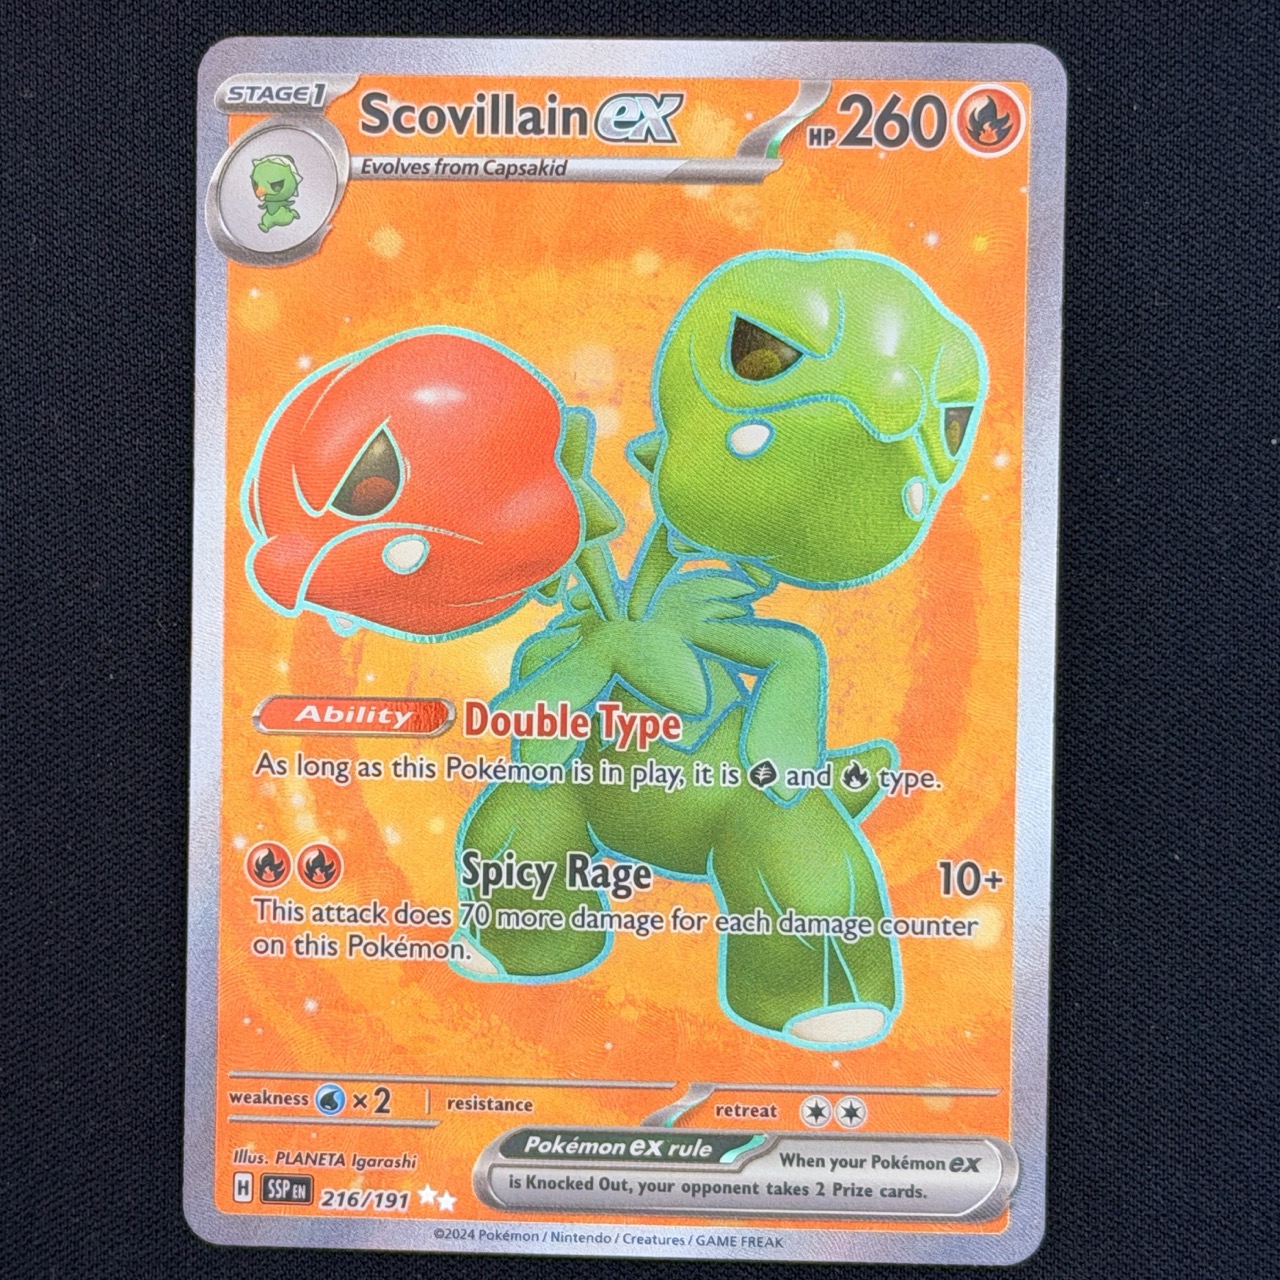 STAGE1
Scovillain ex
HP 260
Evolves from Capsakid
Ability Double Type
As long as this Pokémon is in play, it is and type.
Spicy Rage 10+
This attack does 70 more damage for each damage counter
on this Pokémon.
weakness ×2 resistance retreat
Pokémon ex rule
When your Pokémon ex
is Knocked Out, your opponent takes 2 Prize cards.
Illus. PLANETA Igarashi
H SSP EN 216/191
©2024 Pokémon / Nintendo / Creatures / GAME FREAK